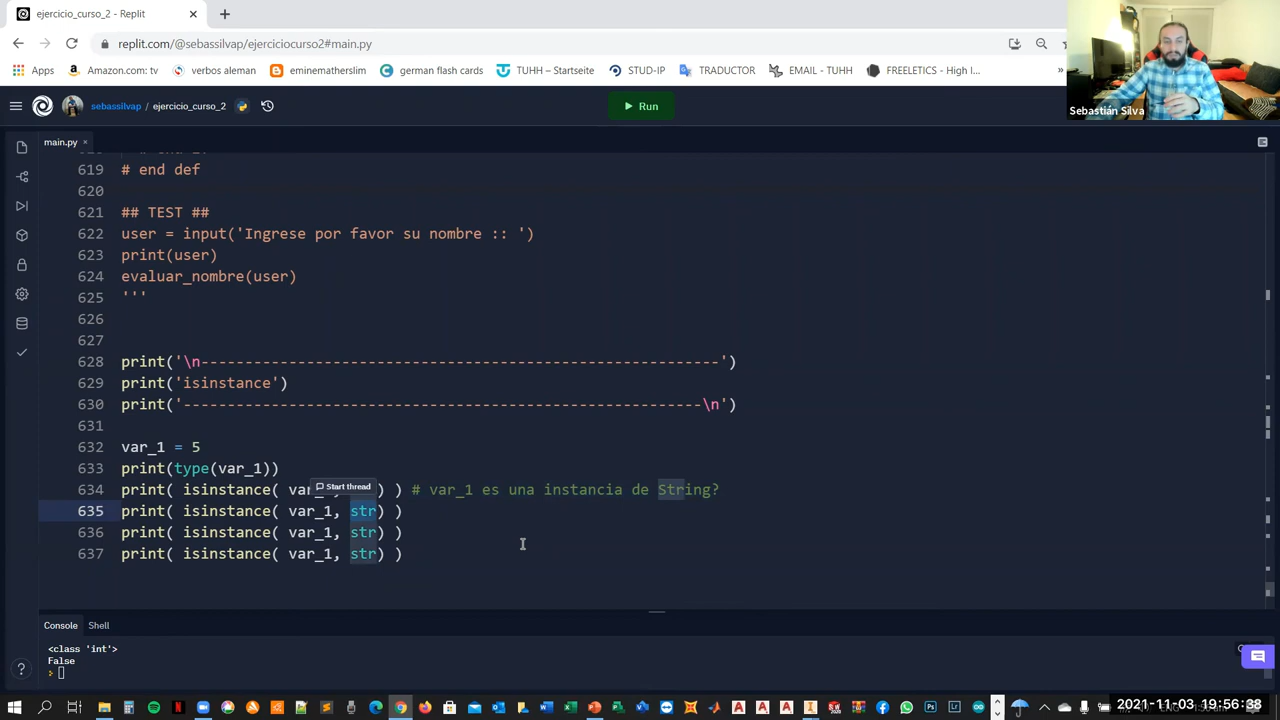 ejercicio_curso_2 - Replit
replit.com/@sebassilvap/ejerciciocurso2#main.py
Apps Amazon.com: tv verbos aleman eminematherslim german flash card TUHH – Startseite STUD-IP TRADUCTOR EMAIL - TUHH FREELETICS - High I... »
Sebastián Silva
sebassilvap / ejercicio_curso_2
Run
main.py
619 # end def
620
621 ## TEST ##
622 user = input('Ingrese por favor su nombre :: ')
623 print(user)
624 evaluar_nombre(user)
625 '''
626
627
628 print('\n-----------------------------------------------------------')
629 print('isinstance')
630 print('-----------------------------------------------------------\n')
631
632 var_1 = 5
633 print(type(var_1))
Start thread
634 print( isinstance( ) ) # var_1 es una instancia de String?
635 print( isinstance( var_1, str) )
636 print( isinstance( var_1, str) )
637 print( isinstance( var_1, str) )
Console Shell
<class 'int'>
False
2021-11-03 19:56:38